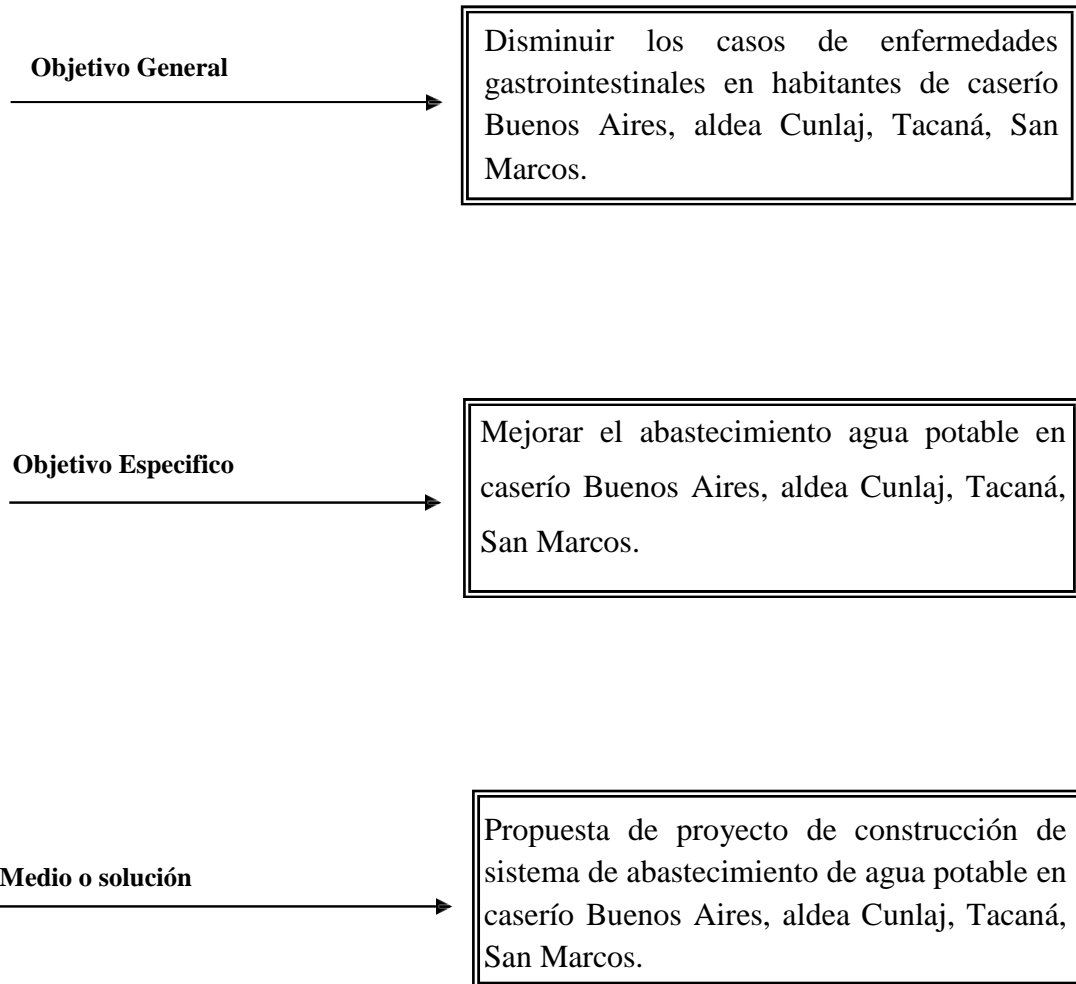 Objetivo General
Disminuir los casos de enfermedades
gastrointestinales en habitantes de caserío
Buenos Aires, aldea Cunlaj, Tacaná, San
Marcos.
Objetivo Especifico
Mejorar el abastecimiento agua potable en
caserío Buenos Aires, aldea Cunlaj, Tacaná,
San Marcos.
Medio o solución
Propuesta de proyecto de construcción de
sistema de abastecimiento de agua potable en
caserío Buenos Aires, aldea Cunlaj, Tacaná,
San Marcos.